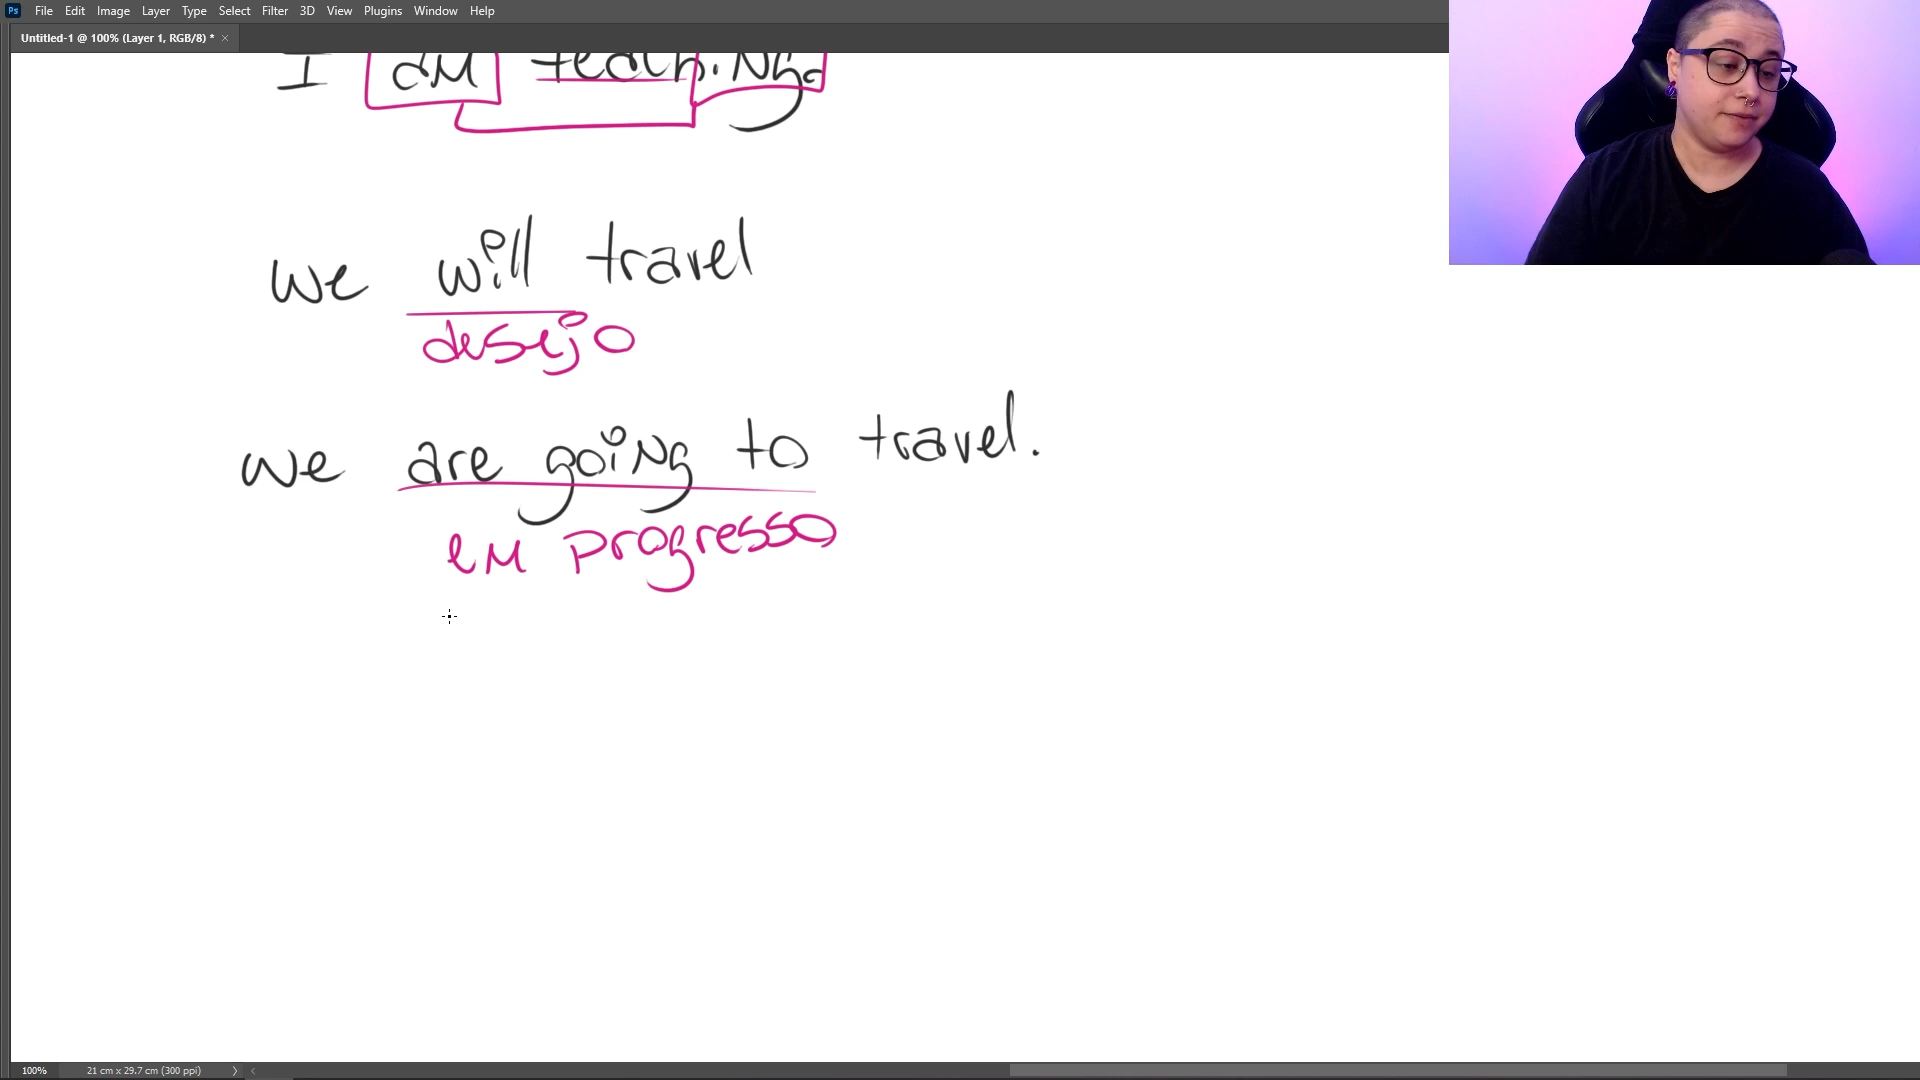 Ps File Edit Image Layer Type Select Filter 3D View Plugins Window Help
Untitled-1 @ 100% (Layer 1, RGB/8) * ×
I am teaching
we will travel
desejo
we are going to travel.
em progresso
100% 21 cm x 29.7 cm (300 ppi)